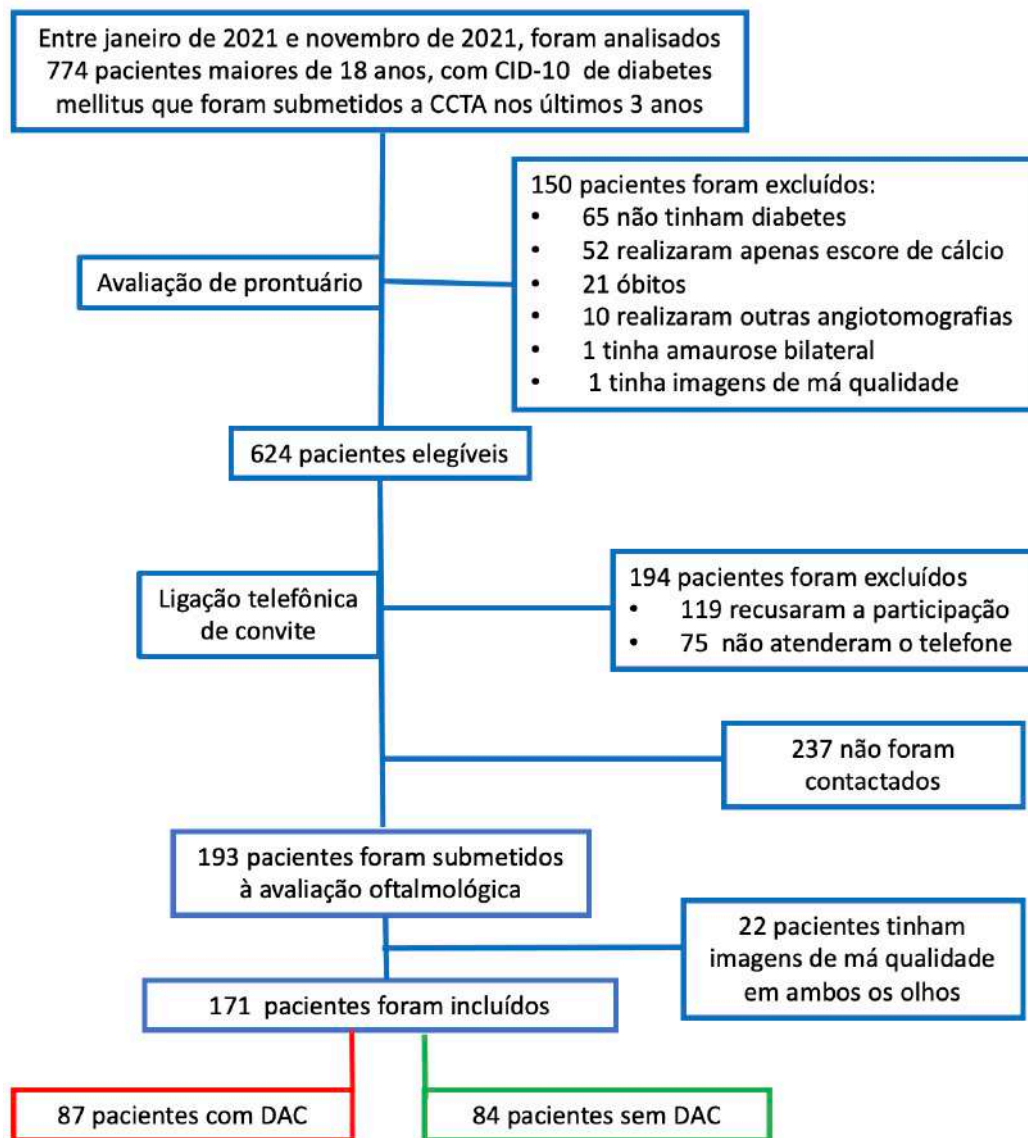 Entre janeiro de 2021 e novembro de 2021, foram analisados
774 pacientes maiores de 18 anos, com CID-10 de diabetes
mellitus que foram submetidos a CCTA nos últimos 3 anos
150 pacientes foram excluídos:
• 65 não tinham diabetes
• 52 realizaram apenas escore de cálcio
• 21 óbitos
• 10 realizaram outras angiotomografias
• 1 tinha amaurose bilateral
• 1 tinha imagens de má qualidade
Avaliação de prontuário
624 pacientes elegíveis
Ligação telefônica
de convite
194 pacientes foram excluídos
• 119 recusaram a participação
• 75 não atenderam o telefone
237 não foram
contactados
193 pacientes foram submetidos
à avaliação oftalmológica
22 pacientes tinham
imagens de má qualidade
em ambos os olhos
171 pacientes foram incluídos
87 pacientes com DAC
84 pacientes sem DAC